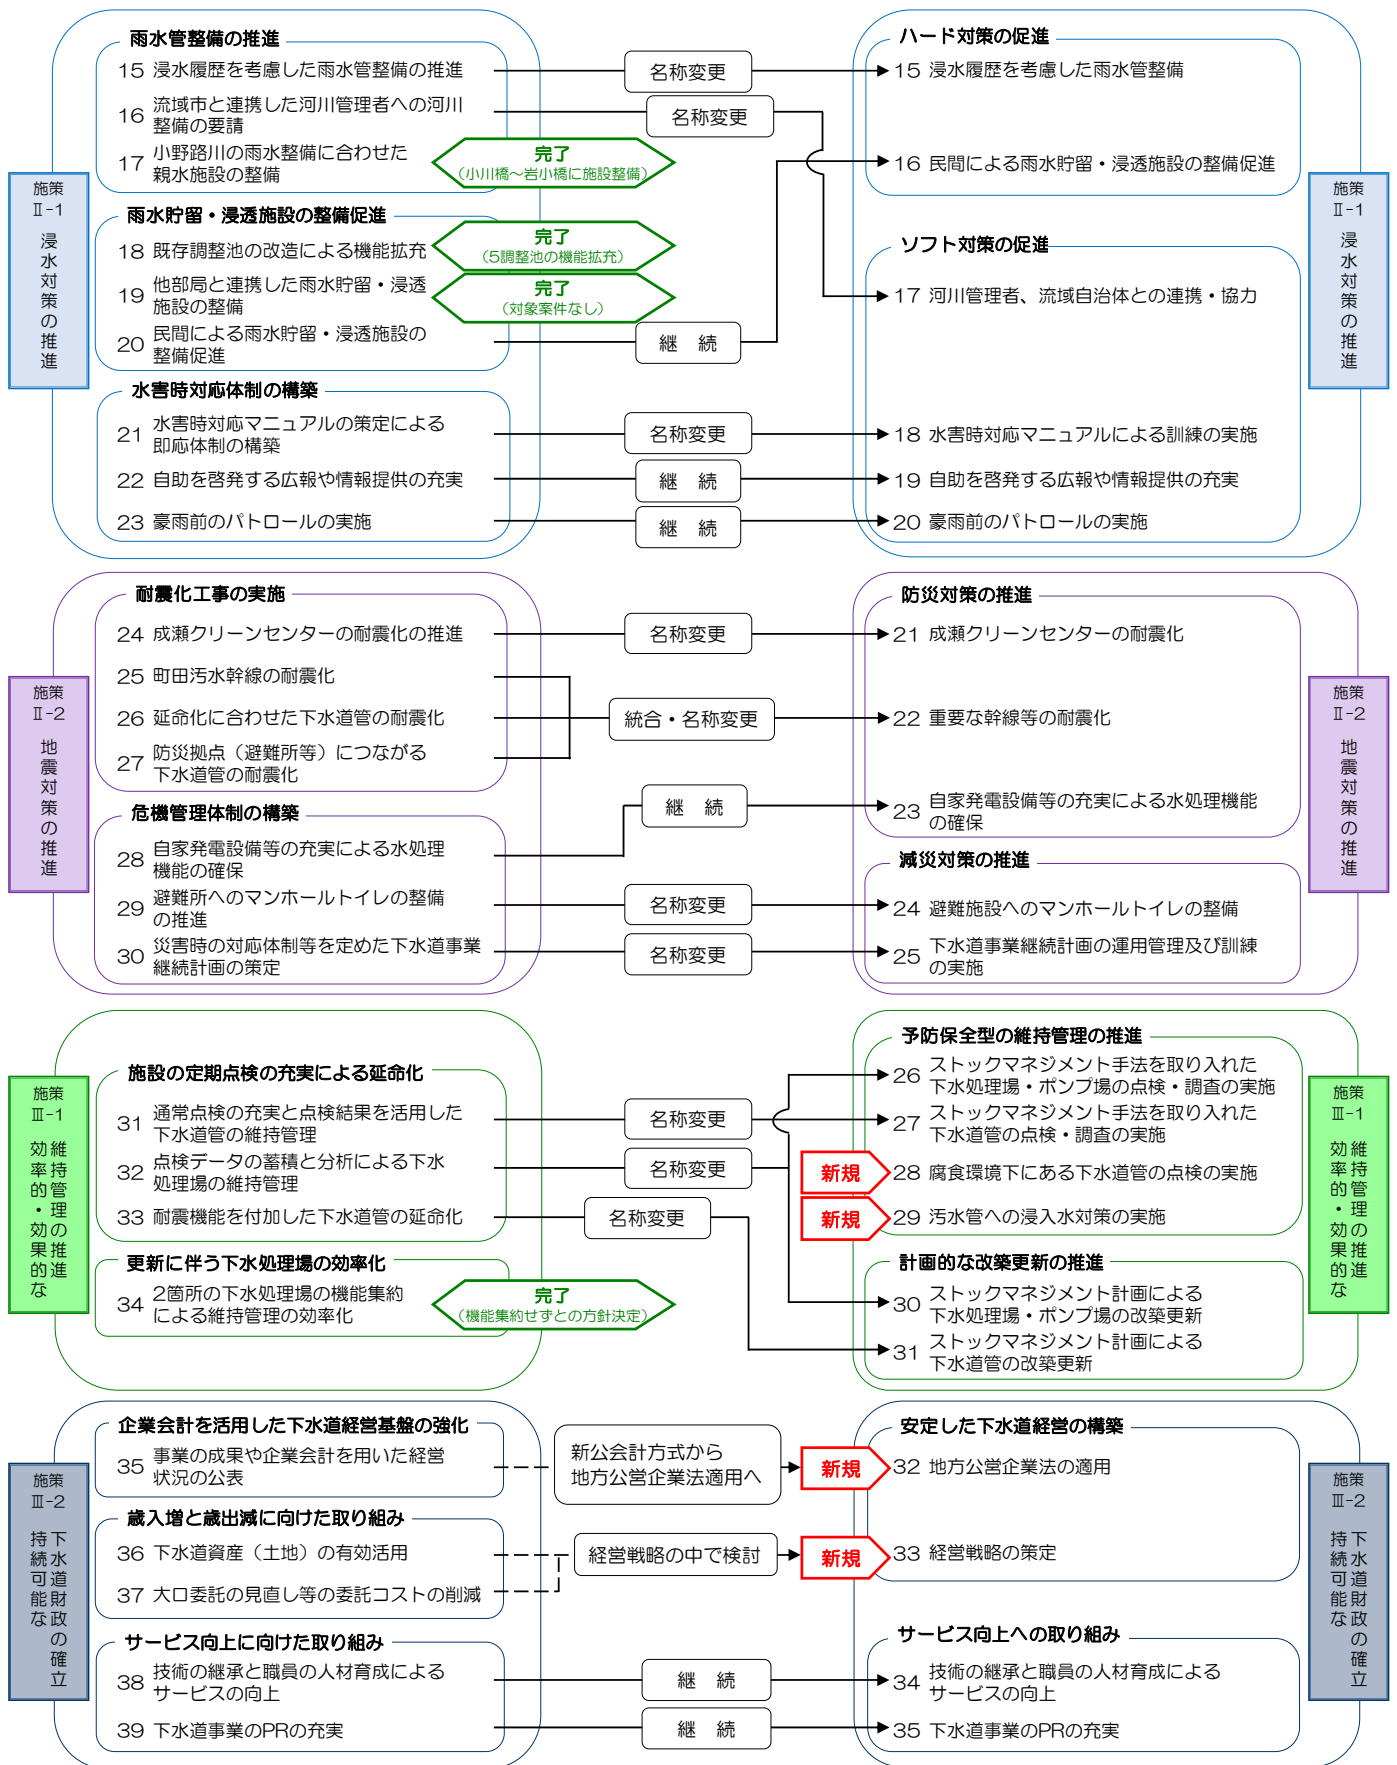 雨水管整備の推進
15 浸水履歴を考慮した雨水管整備の推進
名称変更
16 流域市と連携した河川管理者への河川
整備の要請
名称変更
17 小野路川の雨水整備に合わせた
親水施設の整備
完了
（小川橋～岩小橋に施設整備）
雨水貯留・浸透施設の整備促進
18 既存調整池の改造による機能拡充
完了
（5調整池の機能拡充）
19 他部局と連携した雨水貯留・浸透
施設の整備
完了
（対象案件なし）
20 民間による雨水貯留・浸透施設の
整備促進
継 続
水害時対応体制の構築
21 水害時対応マニュアルの策定による
即応体制の構築
名称変更
22 自助を啓発する広報や情報提供の充実
継 続
23 豪雨前のパトロールの実施
継 続
施策
Ⅱ-1
浸水対策の推進
ハード対策の促進
15 浸水履歴を考慮した雨水管整備
16 民間による雨水貯留・浸透施設の整備促進
ソフト対策の促進
17 河川管理者、流域自治体との連携・協力
18 水害時対応マニュアルによる訓練の実施
19 自助を啓発する広報や情報提供の充実
20 豪雨前のパトロールの実施
施策
Ⅱ-1
浸水対策の推進
耐震化工事の実施
24 成瀬クリーンセンターの耐震化の推進
名称変更
25 町田汚水幹線の耐震化
26 延命化に合わせた下水道管の耐震化
統合・名称変更
27 防災拠点（避難所等）につながる
下水道管の耐震化
危機管理体制の構築
継 続
28 自家発電設備等の充実による水処理
機能の確保
29 避難所へのマンホールトイレの整備
の推進
名称変更
30 災害時の対応体制等を定めた下水道事業
継続計画の策定
名称変更
施策
Ⅱ-2
地震対策の推進
防災対策の推進
21 成瀬クリーンセンターの耐震化
22 重要な幹線等の耐震化
23 自家発電設備等の充実による水処理機能
の確保
減災対策の推進
24 避難施設へのマンホールトイレの整備
25 下水道事業継続計画の運用管理及び訓練
の実施
施策
Ⅱ-2
地震対策の推進
施設の定期点検の充実による延命化
31 通常点検の充実と点検結果を活用した
下水道管の維持管理
名称変更
32 点検データの蓄積と分析による下水
処理場の維持管理
名称変更
33 耐震機能を付加した下水道管の延命化
名称変更
更新に伴う下水処理場の効率化
34 2箇所の下水処理場の機能集約
による維持管理の効率化
完了
（機能集約せずとの方針決定）
施策
Ⅲ-1
効率的・効果的な
維持管理の推進
予防保全型の維持管理の推進
26 ストックマネジメント手法を取り入れた
下水処理場・ポンプ場の点検・調査の実施
27 ストックマネジメント手法を取り入れた
下水道管の点検・調査の実施
新規
28 腐食環境下にある下水道管の点検の実施
新規
29 汚水管への浸入水対策の実施
計画的な改築更新の推進
30 ストックマネジメント計画による
下水処理場・ポンプ場の改築更新
31 ストックマネジメント計画による
下水道管の改築更新
施策
Ⅲ-1
効率的・効果的な
維持管理の推進
企業会計を活用した下水道経営基盤の強化
35 事業の成果や企業会計を用いた経営
状況の公表
新公会計方式から
地方公営企業法適用へ
歳入増と歳出減に向けた取り組み
36 下水道資産（土地）の有効活用
経営戦略の中で検討
37 大口委託の見直し等の委託コストの削減
サービス向上に向けた取り組み
38 技術の継承と職員の人材育成による
サービスの向上
継 続
39 下水道事業のPRの充実
継 続
施策
Ⅲ-2
持続可能な
下水道財政の確立
安定した下水道経営の構築
新規
32 地方公営企業法の適用
新規
33 経営戦略の策定
サービス向上への取り組み
34 技術の継承と職員の人材育成による
サービスの向上
35 下水道事業のPRの充実
施策
Ⅲ-2
持続可能な
下水道財政の確立